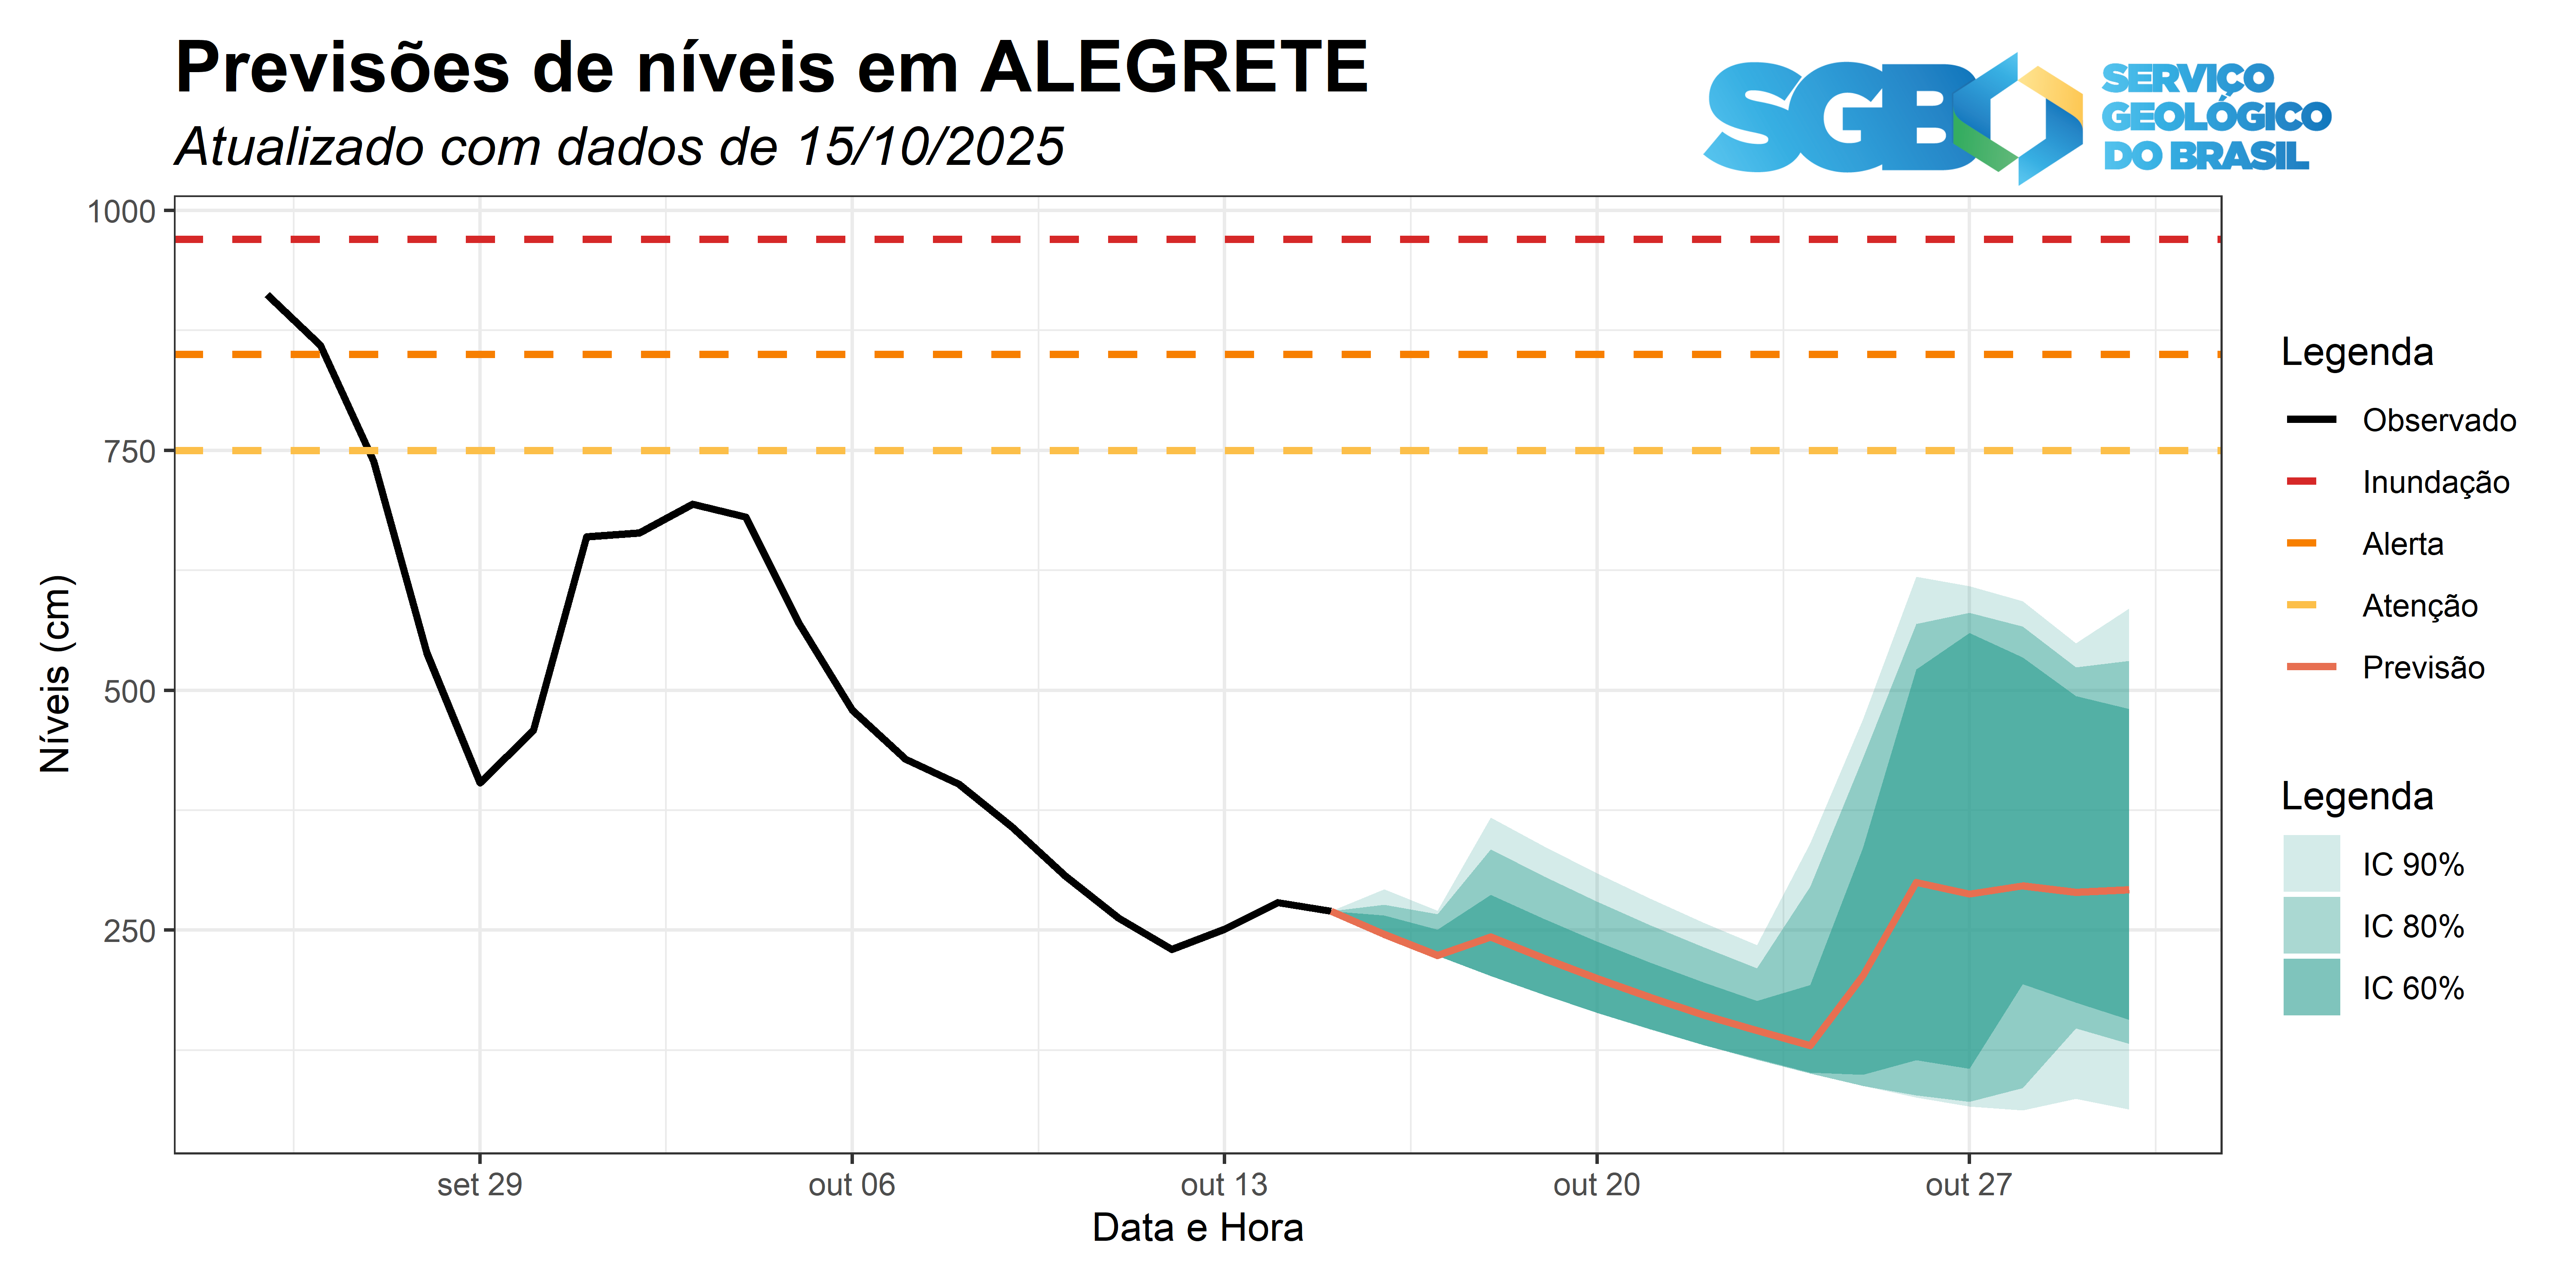 Previsões de níveis em ALEGRETE
Atualizado com dados de 15/10/2025
SGB
SERVIÇO
GEOLÓGICO
DO BRASIL
1000
750
500
250
Níveis (cm)
set 29
out 06
out 13
out 20
out 27
Data e Hora
Legenda
Observado
Inundação
Alerta
Atenção
Previsão
Legenda
IC 90%
IC 80%
IC 60%